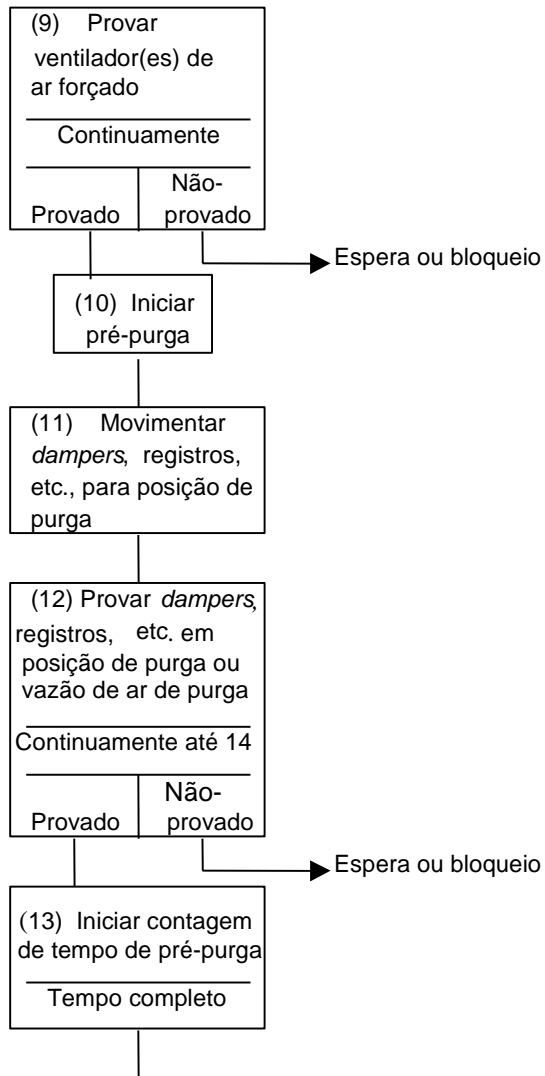 (9) Provar
ventilador(es) de
ar forçado
Continuamente
Provado
Não-
provado
Espera ou bloqueio
(10) Iniciar
pré-purga
(11) Movimentar
dampers, registros,
etc., para posição de
purga
(12) Provar dampers,
registros, etc. em
posição de purga ou
vazão de ar de purga
Continuamente até 14
Provado
Não-
provado
Espera ou bloqueio
(13) Iniciar contagem
de tempo de pré-purga
Tempo completo